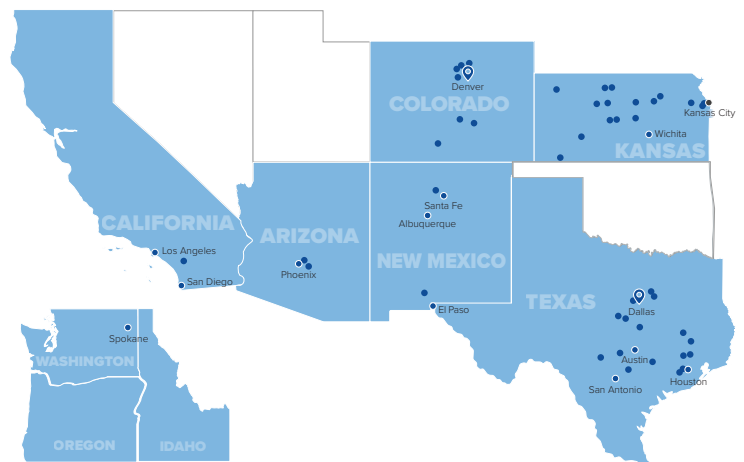 Denver
COLORADO
Kansas City
Wichita
KANSAS
Santa Fe
Albuquerque
CALIFORNIA
ARIZONA
Los Angeles
NEW MEXICO
Phoenix
San Diego
TEXAS
El Paso
Dallas
Spokane
WASHINGTON
Austin
Houston
San Antonio
OREGON
IDAHO